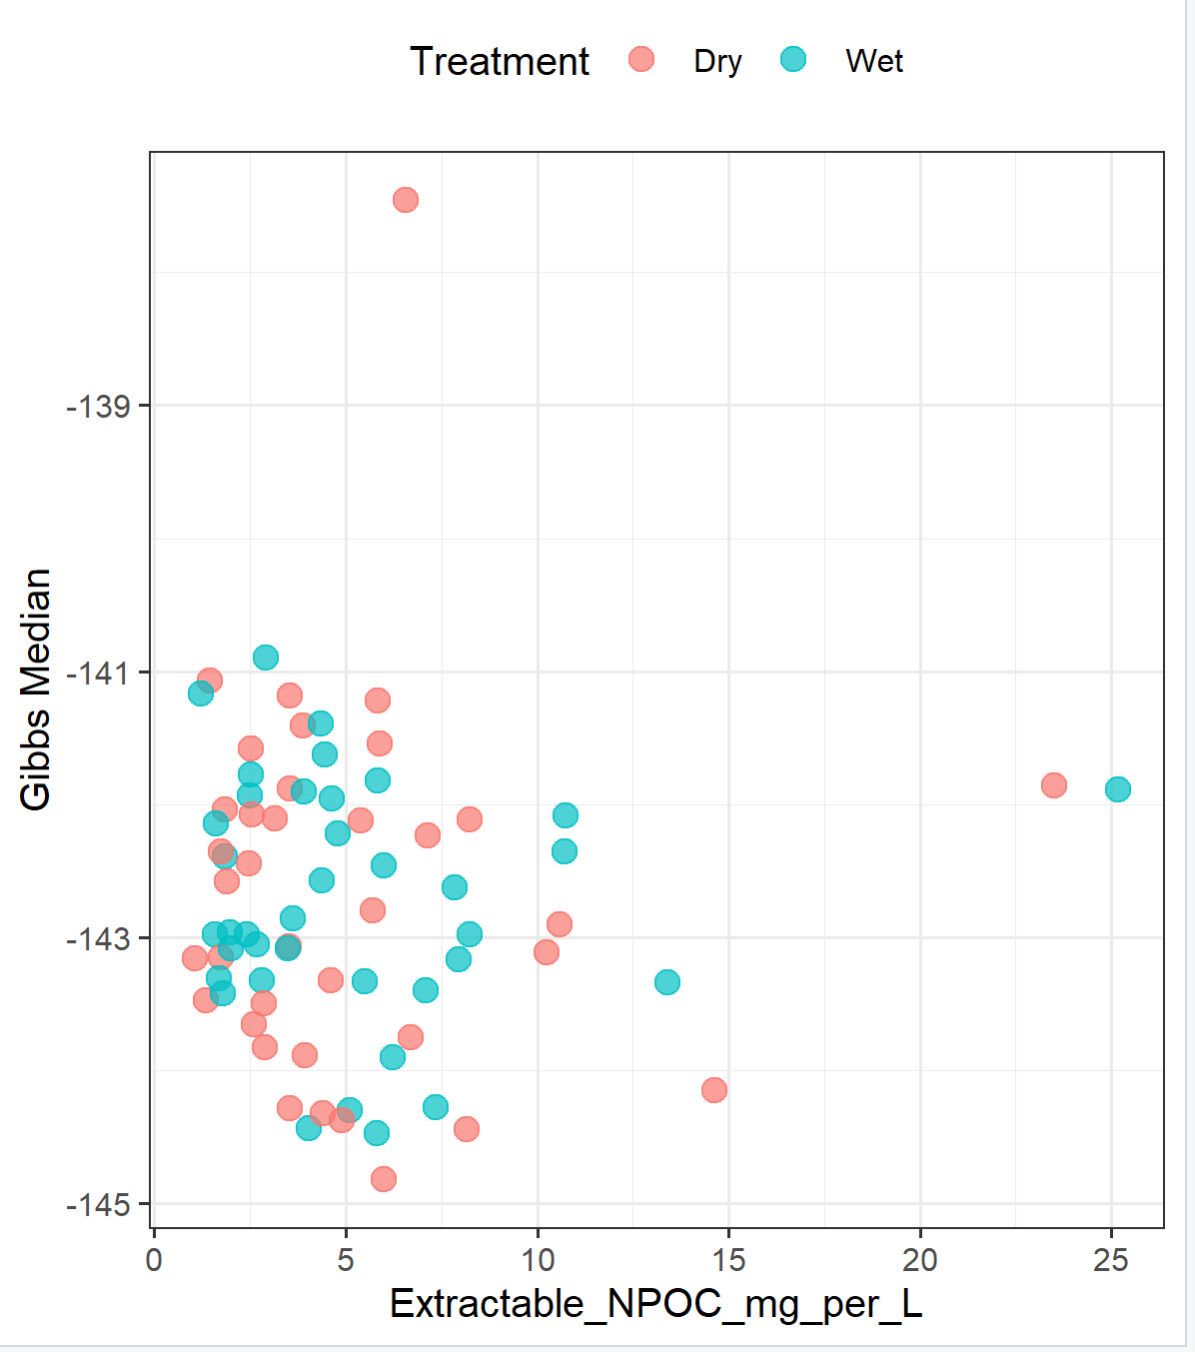 Treatment Dry Wet
-139
-141
-143
-145
Gibbs Median
0 5 10 15 20 25
Extractable_NPOC_mg_per_L